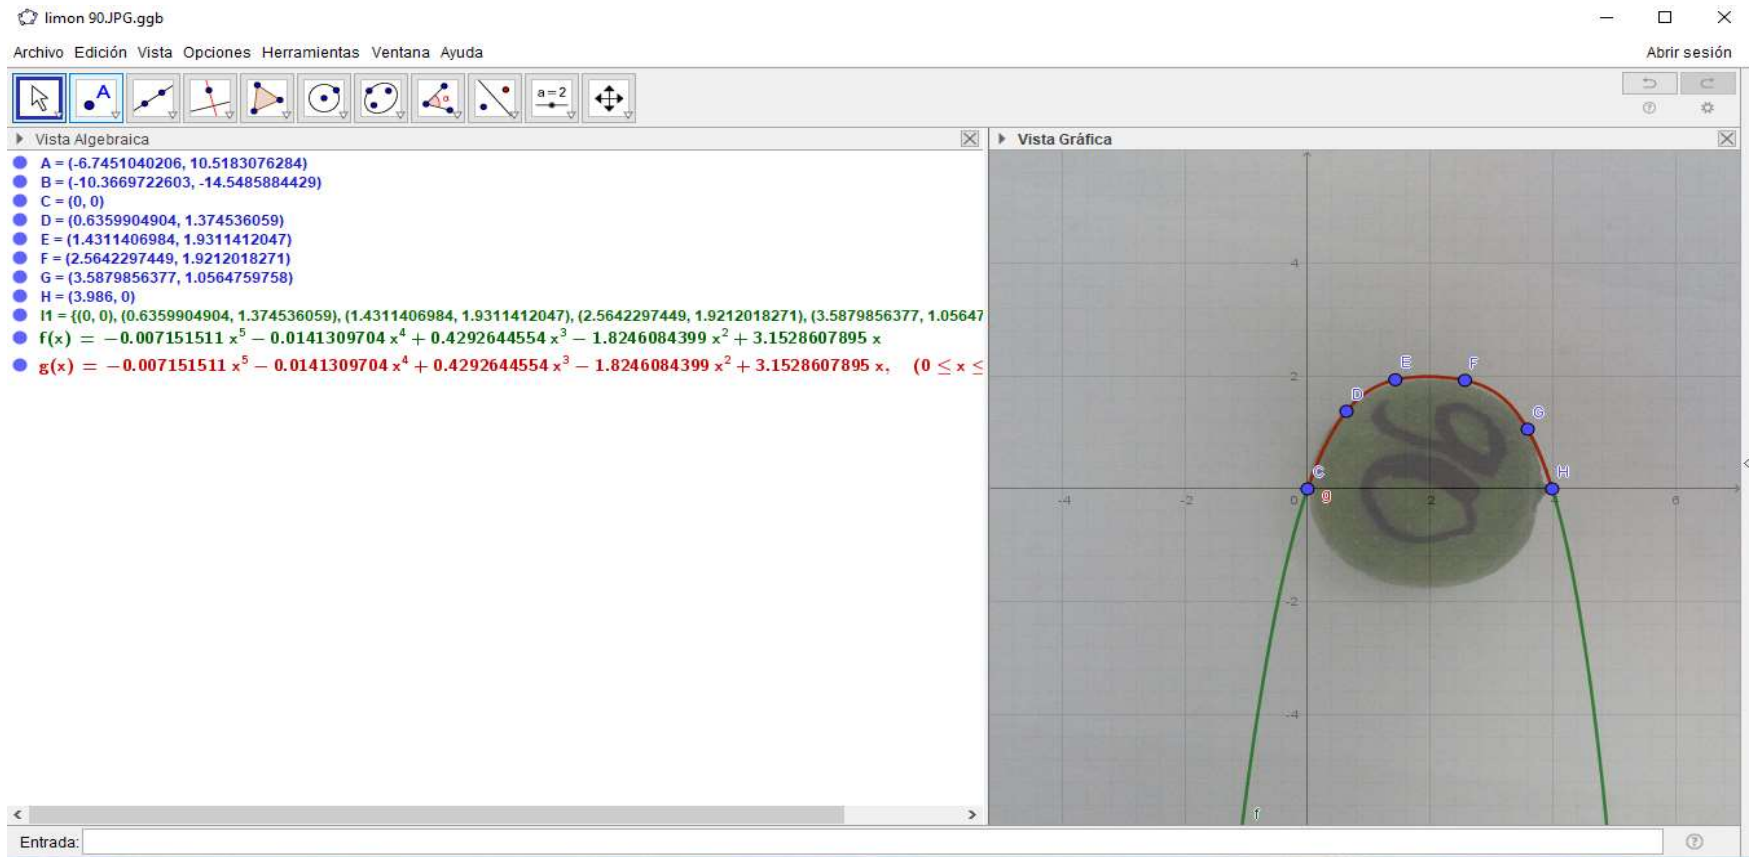 limon 90.JPG.ggb
Archivo Edición Vista Opciones Herramientas Ventana Ayuda
Abrir sesión
A
α
a=2
Vista Algebraica
Vista Gráfica
A = (-6.7451040206, 10.5183076284)
B = (-10.3669722603, -14.5485884429)
C = (0, 0)
D = (0.6359904904, 1.374536059)
E = (1.4311406984, 1.9311412047)
F = (2.5642297449, 1.9212018271)
G = (3.5879856377, 1.0564759758)
H = (3.986, 0)
l1 = {(0, 0), (0.6359904904, 1.374536059), (1.4311406984, 1.9311412047), (2.5642297449, 1.9212018271), (3.5879856377, 1.05647
f(x) = −0.007151511 x⁵ − 0.0141309704 x⁴ + 0.4292644554 x³ − 1.8246084399 x² + 3.1528607895 x
g(x) = −0.007151511 x⁵ − 0.0141309704 x⁴ + 0.4292644554 x³ − 1.8246084399 x² + 3.1528607895 x, (0 ≤ x ≤
4
2
E
F
D
G
C
H
-4
-2
0
g
2
4
6
90
-2
-4
f
Entrada: